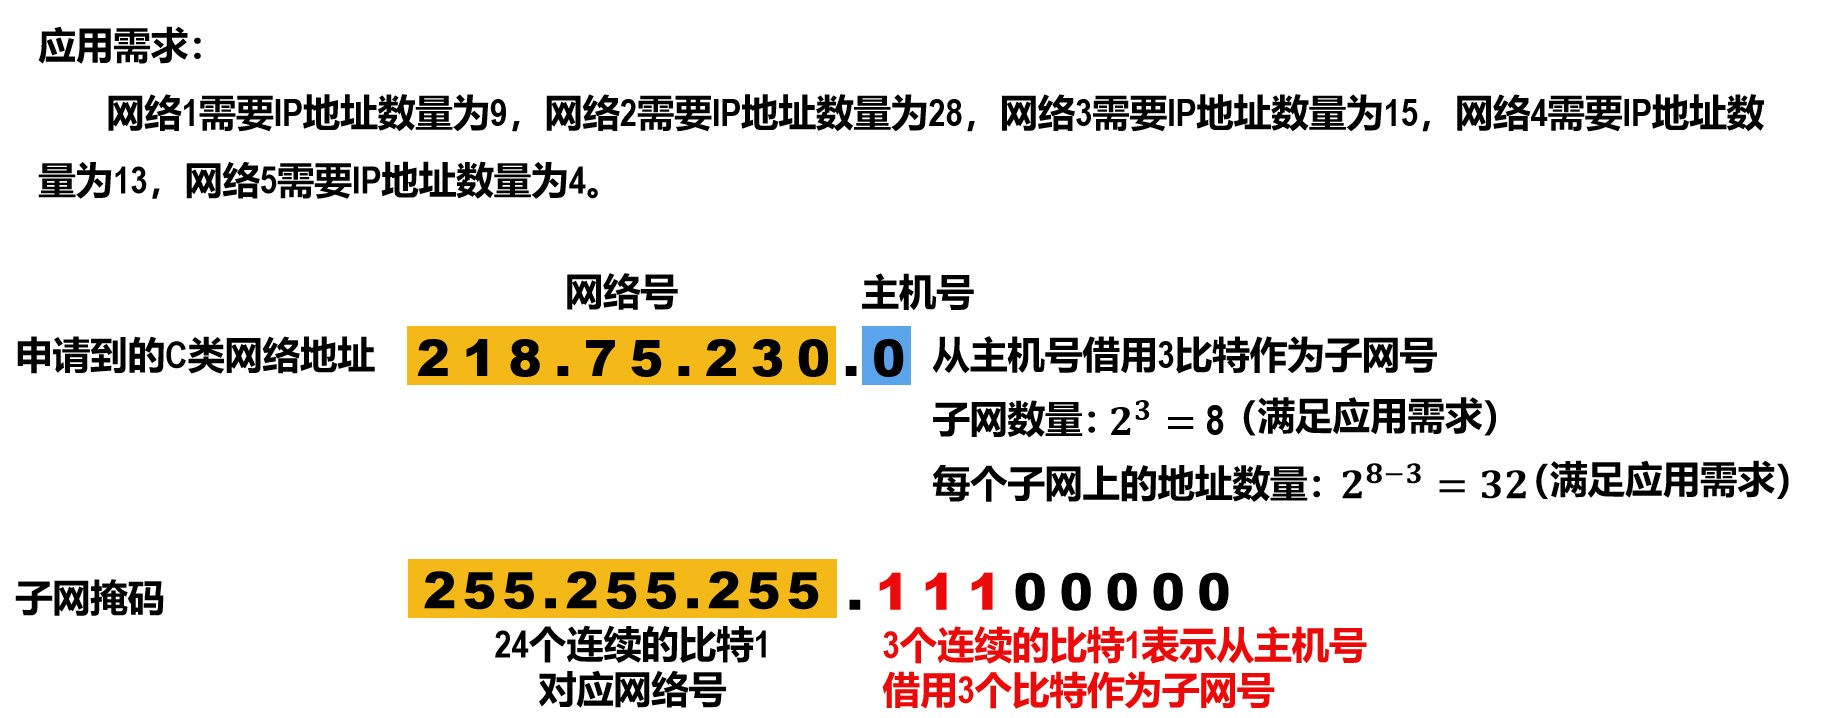 应用需求：
网络1需要IP地址数量为9，网络2需要IP地址数量为28，网络3需要IP地址数量为15，网络4需要IP地址数
量为13，网络5需要IP地址数量为4。
网络号 主机号
申请到的C类网络地址 218.75.230.0 从主机号借用3比特作为子网号
子网数量：2³ = 8（满足应用需求）
每个子网上的地址数量：2⁸⁻³ = 32（满足应用需求）
子网掩码 255.255.255.11100000
24个连续的比特1 3个连续的比特1表示从主机号
对应网络号 借用3个比特作为子网号